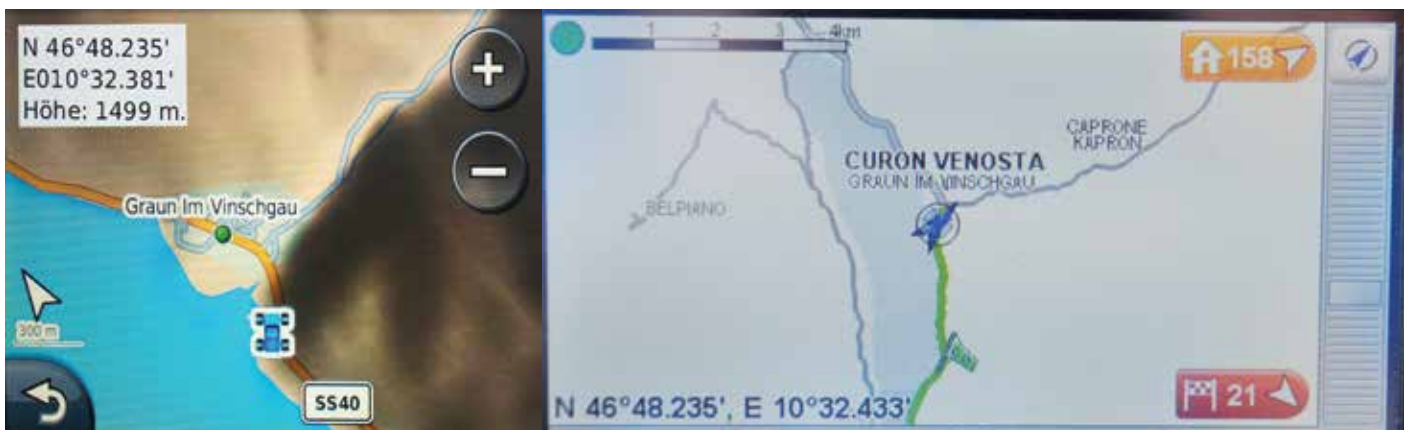 N 46°48.235'
E010°32.381'
Höhe: 1499 m.
Graun Im Vinschgau
300 m
SS40
1 2 3 4km
158
CAPRONE
KAPRON
CURON VENOSTA
GRAUN IM VINSCHGAU
BELPIANO
21
N 46°48.235', E 10°32.433'